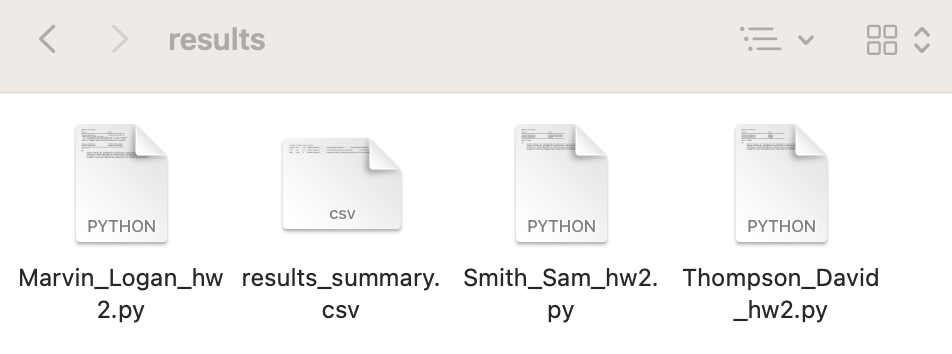 results
PYTHON
csv
PYTHON
PYTHON
Marvin_Logan_hw
2.py
results_summary.
csv
Smith_Sam_hw2.
py
Thompson_David
_hw2.py